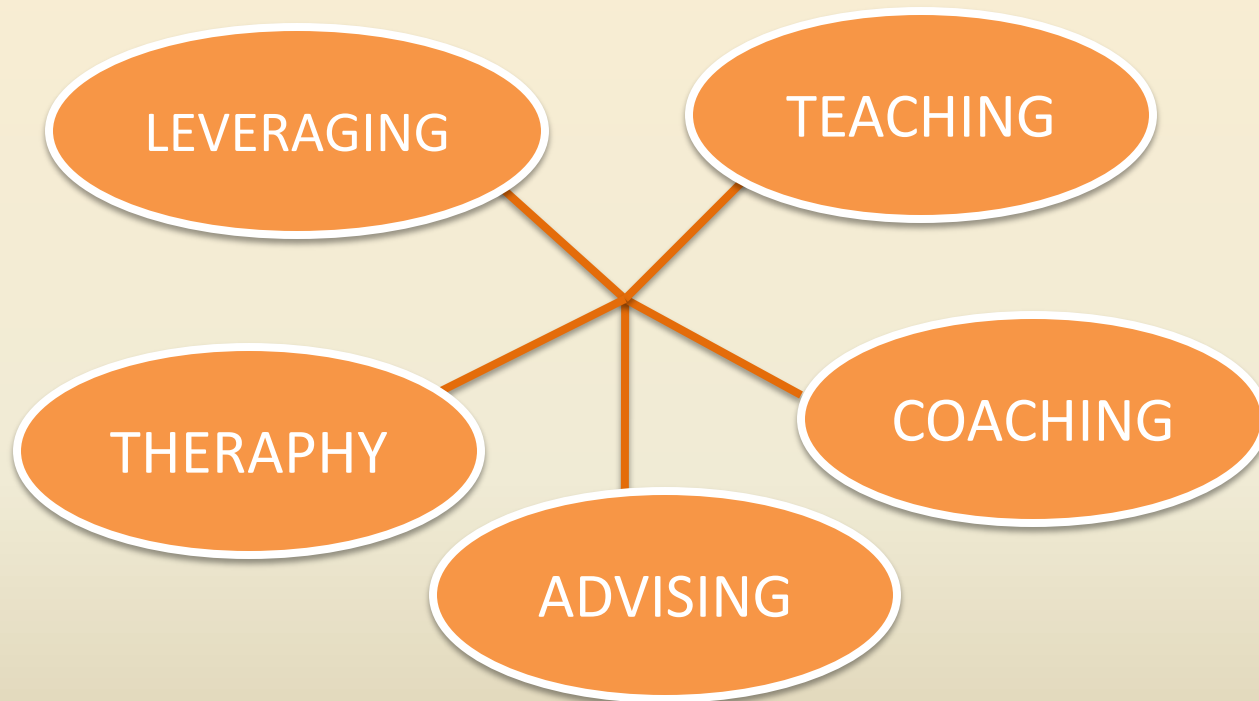 LEVERAGING
TEACHING
THERAPHY
COACHING
ADVISING